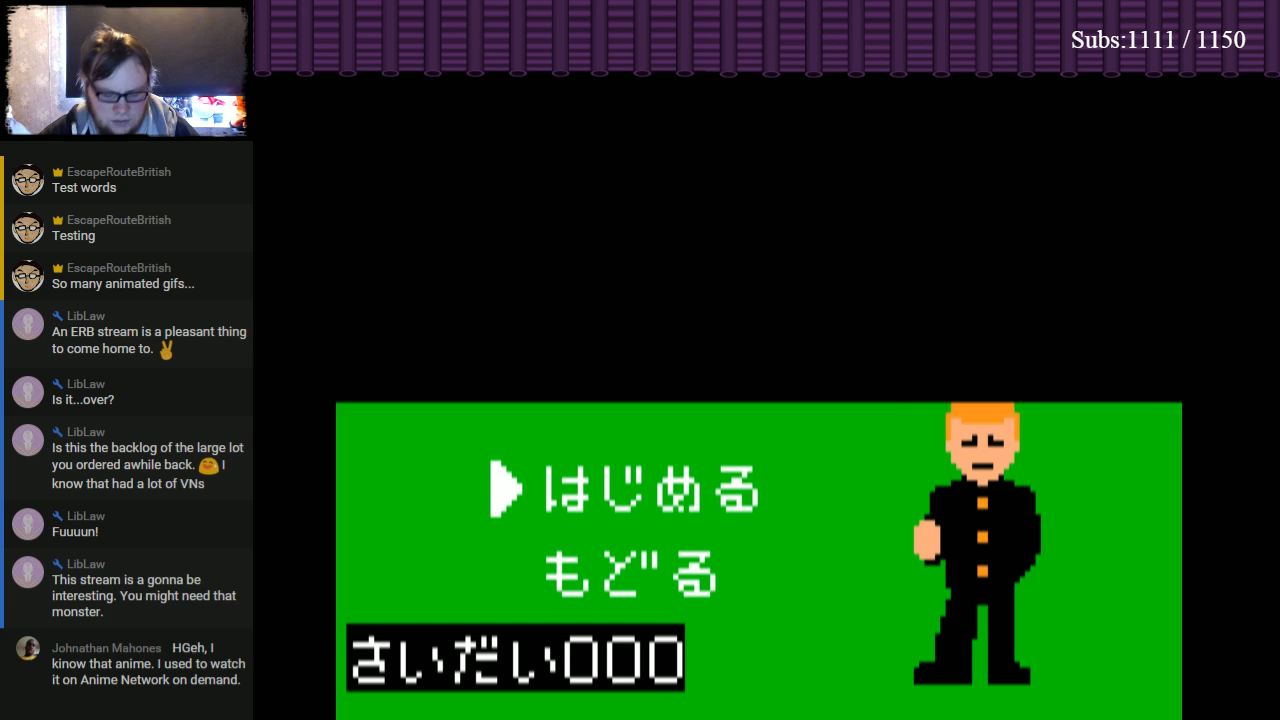 Subs:1111 / 1150
EscapeRouteBritish
Test words
EscapeRouteBritish
Testing
EscapeRouteBritish
So many animated gifs...
LibLaw
An ERB stream is a pleasant thing
to come home to. ✌
LibLaw
Is it...over?
LibLaw
Is this the backlog of the large lot
you ordered awhile back. 😊 I
know that had a lot of VNs
LibLaw
Fuuuun!
LibLaw
This stream is a gonna be
interesting. You might need that
monster.
Johnathan Mahones HGeh, I
kinow that anime. I used to watch
it on Anime Network on demand.
はじめる
もどる
さいだい000